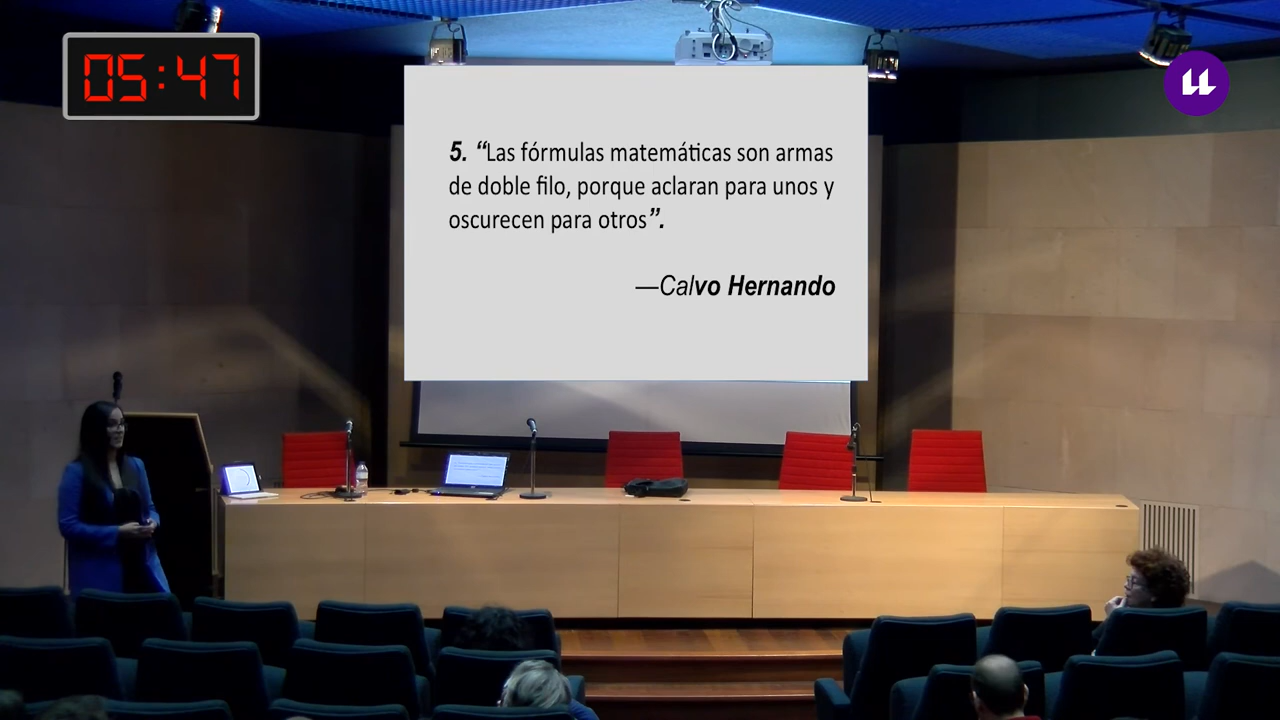 05:47
5. “Las fórmulas matemáticas son armas
de doble filo, porque aclaran para unos y
oscurecen para otros”.
—Calvo Hernando